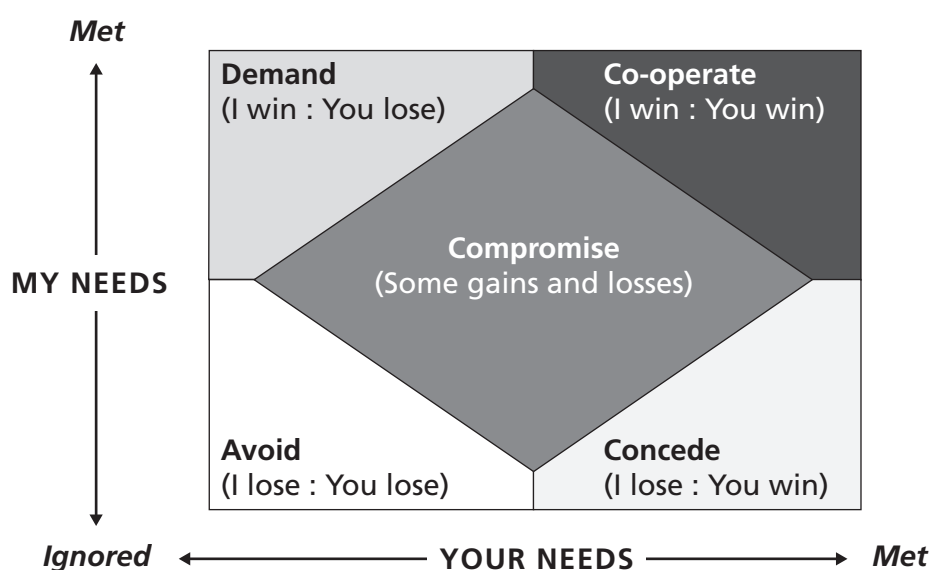 Met
Demand
(I win : You lose)
Co-operate
(I win : You win)
Compromise
(Some gains and losses)
MY NEEDS
Avoid
(I lose : You lose)
Concede
(I lose : You win)
Ignored
YOUR NEEDS
Met